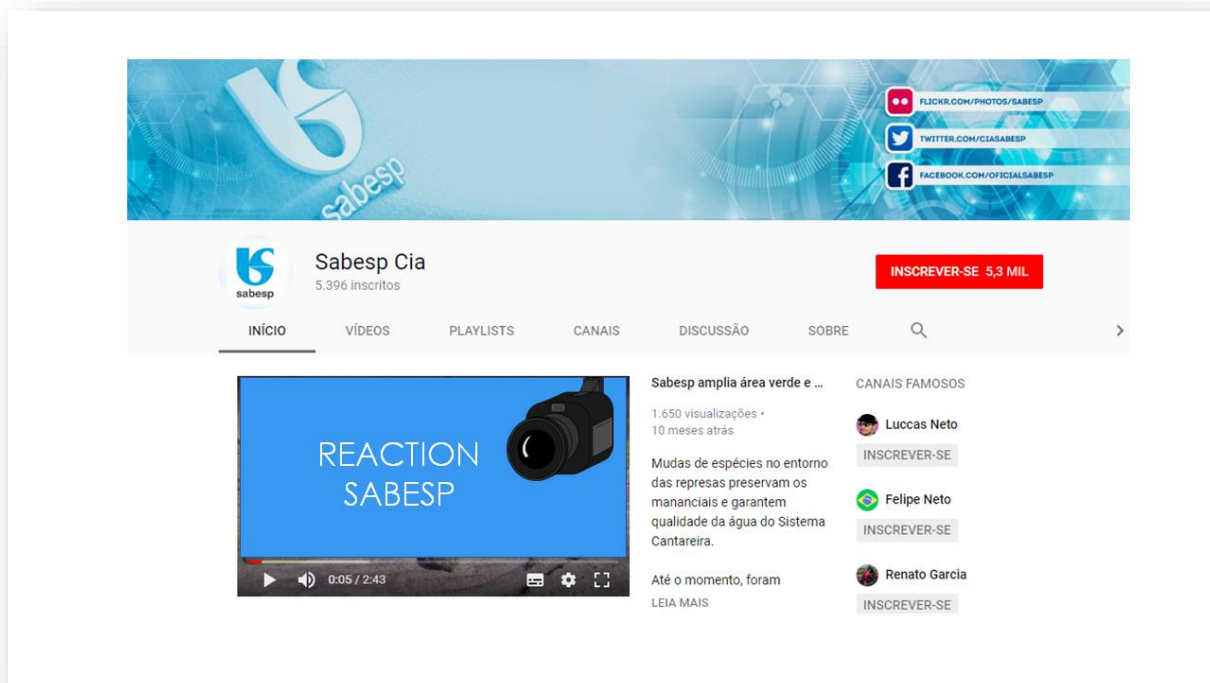 sabesp
FLICKR.COM/PHOTOS/SABESP
TWITTER.COM/CIASABESP
FACEBOOK.COM/OFICIALSABESP
sabesp
Sabesp Cia
5.396 inscritos
INSCREVER-SE 5,3 MIL
INÍCIO VÍDEOS PLAYLISTS CANAIS DISCUSSÃO SOBRE
REACTION
SABESP
0:05 / 2:43
Sabesp amplia área verde e ...
1.650 visualizações •
10 meses atrás
Mudas de espécies no entorno
das represas preservam os
mananciais e garantem
qualidade da água do Sistema
Cantareira.
Até o momento, foram
LEIA MAIS
CANAIS FAMOSOS
Luccas Neto
INSCREVER-SE
Felipe Neto
INSCREVER-SE
Renato Garcia
INSCREVER-SE